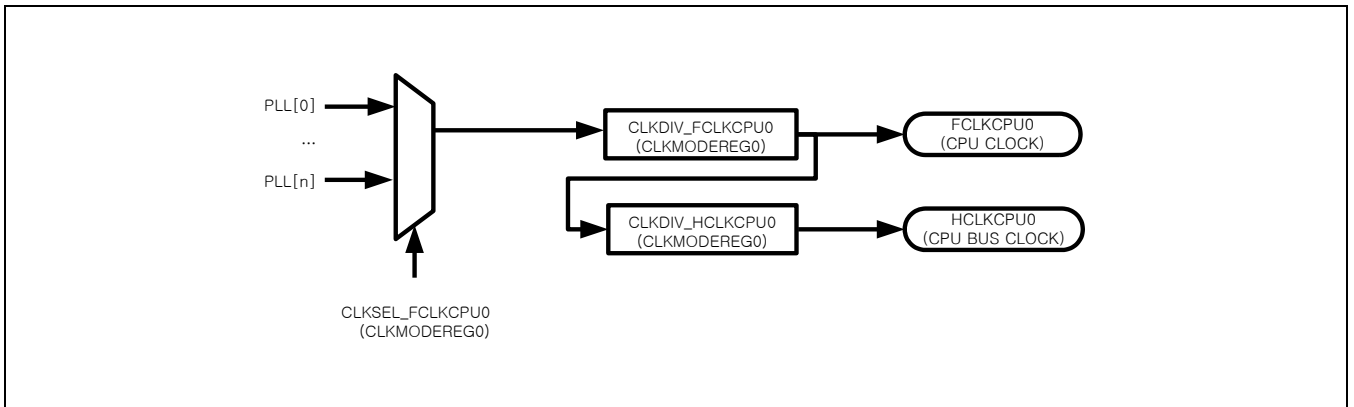 PLL[0]
...
PLL[n]
CLKSEL_FCLKCPU0
(CLKMODEREG0)
CLKDIV_FCLKCPU0
(CLKMODEREG0)
FCLKCPU0
(CPU CLOCK)
CLKDIV_HCLKCPU0
(CLKMODEREG0)
HCLKCPU0
(CPU BUS CLOCK)